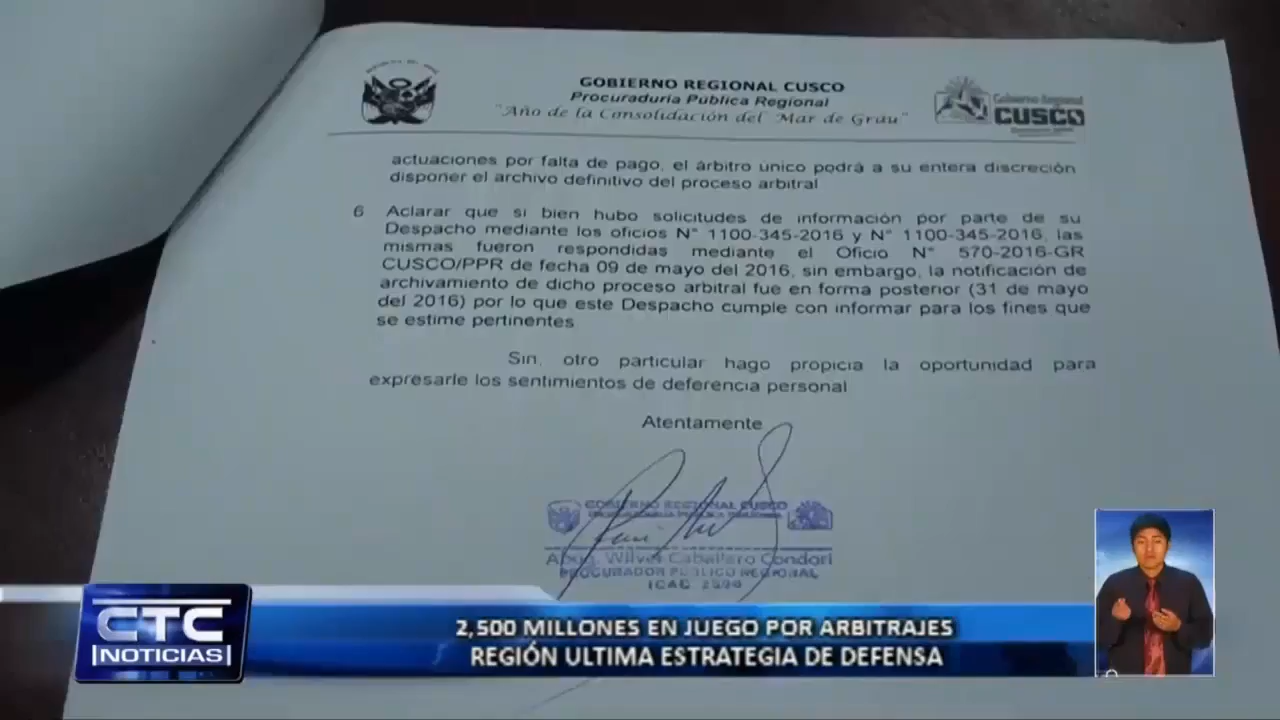 GOBIERNO REGIONAL CUSCO
Procuraduría Pública Regional
"Año de la Consolidación del Mar de Grau"
Gobierno Regional
CUSCO
actuaciones por falta de pago, el árbitro único podrá a su entera discreción
disponer el archivo definitivo del proceso arbitral
6 Aclarar que si bien hubo solicitudes de información por parte de su
Despacho mediante los oficios N° 1100-345-2016 y N° 1100-345-2016, las
mismas fueron respondidas mediante el Oficio N° 570-2016-GR
CUSCO/PPR de fecha 09 de mayo del 2016, sin embargo, la notificación de
archivamiento de dicho proceso arbitral fue en forma posterior (31 de mayo
del 2016) por lo que este Despacho cumple con informar para los fines que
se estime pertinentes
Sin, otro particular hago propicia la oportunidad para
expresarle los sentimientos de deferencia personal
Atentamente
GOBIERNO REGIONAL CUSCO
Abog. Wilver Caballero Condori
PROCURADOR PUBLICO REGIONAL
CTC
NOTICIAS
2,500 MILLONES EN JUEGO POR ARBITRAJES
REGIÓN ULTIMA ESTRATEGIA DE DEFENSA